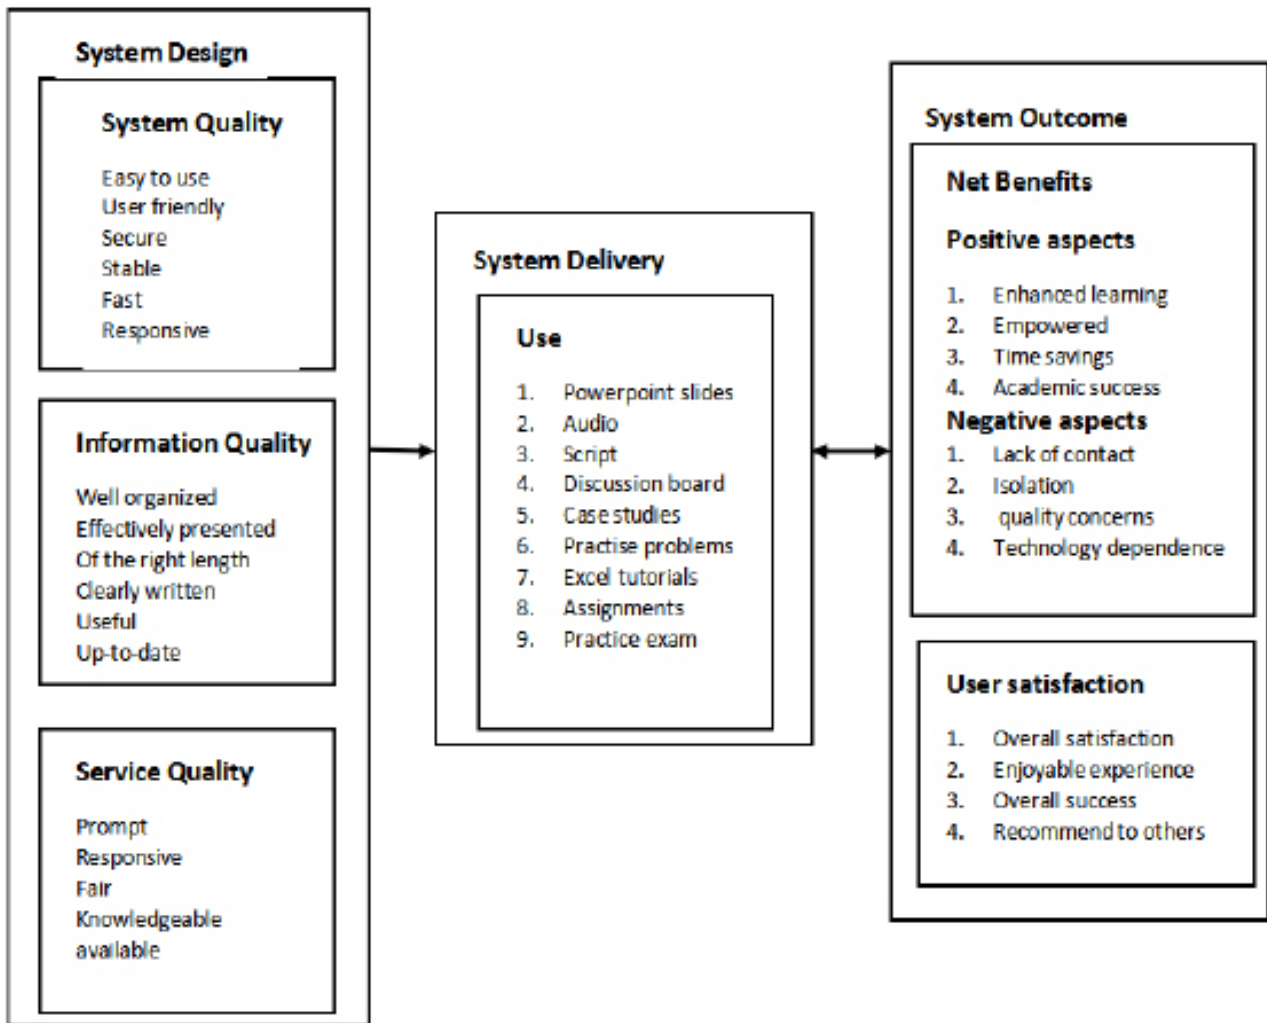 System Design
System Quality
Easy to use
User friendly
Secure
Stable
Fast
Responsive
Information Quality
Well organized
Effectively presented
Of the right length
Clearly written
Useful
Up-to-date
Service Quality
Prompt
Responsive
Fair
Knowledgeable
available
System Delivery
Use
1. Powerpoint slides
2. Audio
3. Script
4. Discussion board
5. Case studies
6. Practise problems
7. Excel tutorials
8. Assignments
9. Practice exam
System Outcome
Net Benefits
Positive aspects
1. Enhanced learning
2. Empowered
3. Time savings
4. Academic success
Negative aspects
1. Lack of contact
2. Isolation
3. quality concerns
4. Technology dependence
User satisfaction
1. Overall satisfaction
2. Enjoyable experience
3. Overall success
4. Recommend to others